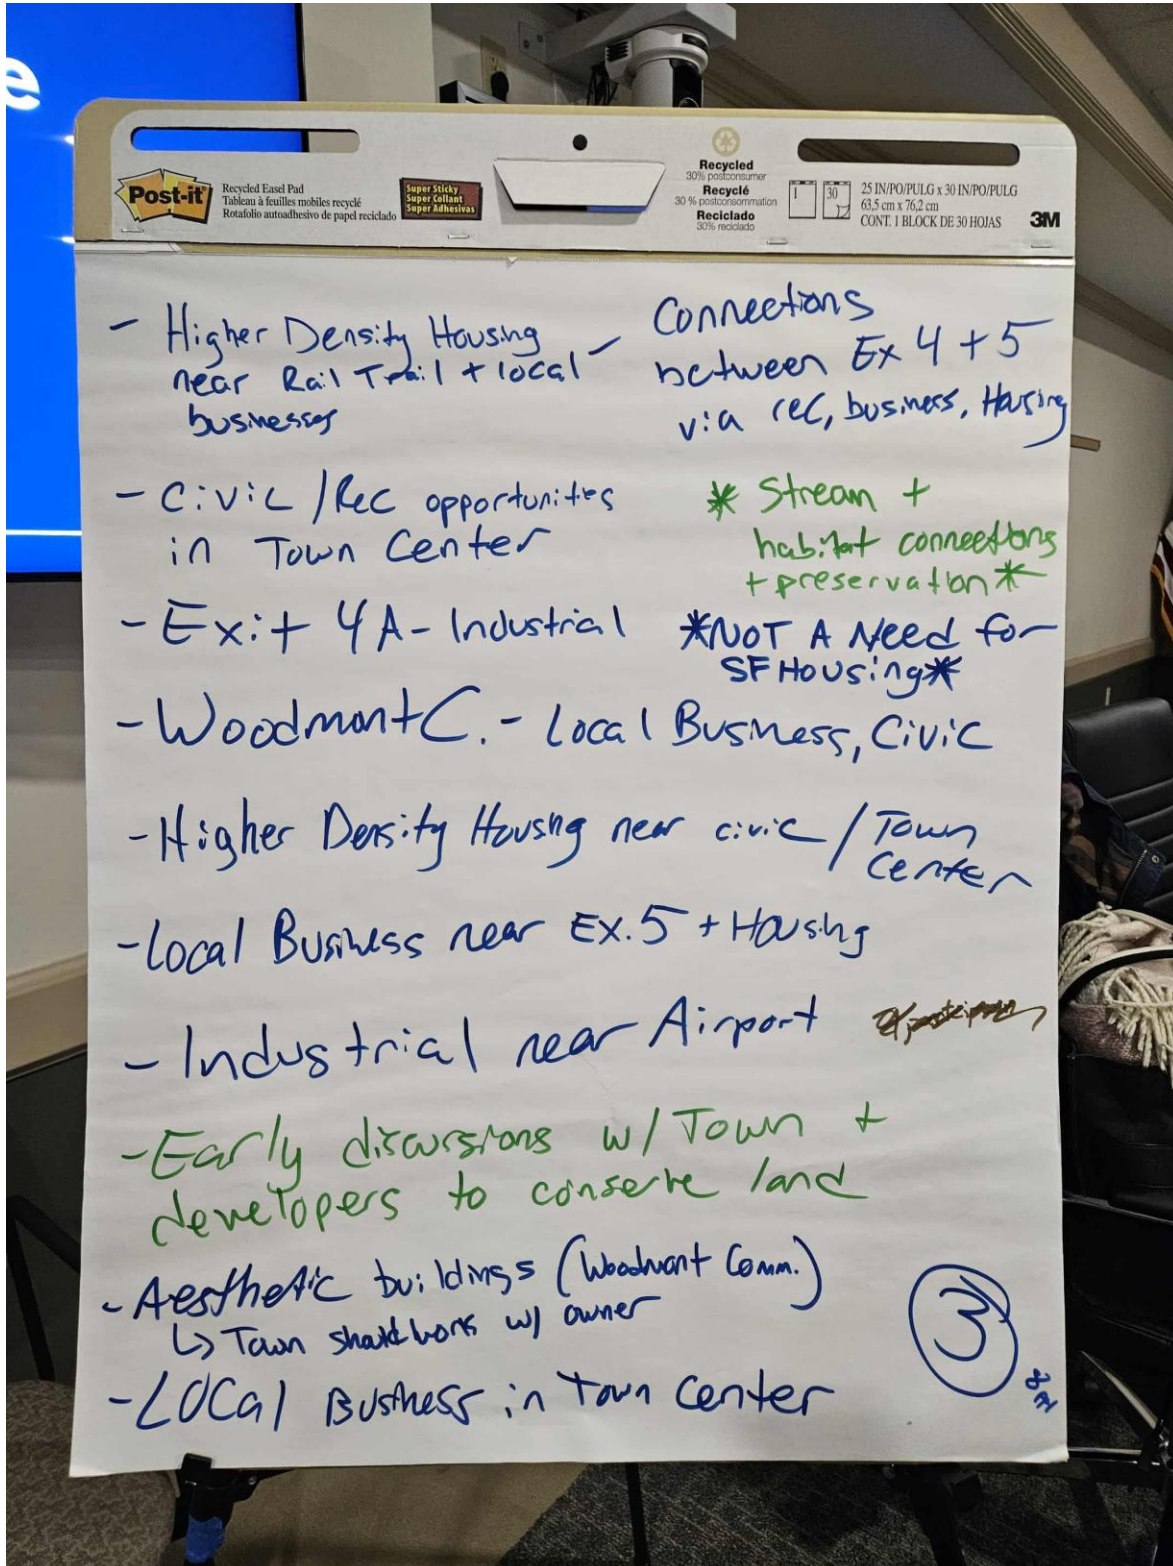 e
Post-it
Recycled Easel Pad
Tableau à feuilles mobiles recyclé
Rotafolio autoadhesivo de papel reciclado
Super Sticky
Super Collant
Super Adhesivas
Recycled
30% postconsumer
Recyclé
30 % postconsommation
Reciclado
30% reciclado
1
30
25 IN/PO/PULG x 30 IN/PO/PULG
63,5 cm x 76,2 cm
CONT. 1 BLOCK DE 30 HOJAS
3M
- Higher Density Housing
near Rail Trail + local
businesses
- Connections
between Ex 4 + 5
via rec, business, Housing
- Civic / Rec opportunities
in Town Center
* Stream +
habitat connections
+ preservation *
- Exit 4A - Industrial
*NOT A Need for
SF Housing*
- Woodmont C. - Local Business, Civic
- Higher Density Housing near civic / Town
Center
- Local Business near Ex. 5 + Housing
- Industrial near Airport
- Early discussions w/ Town +
developers to conserve land
- Aesthetic buildings (Woodmont Comm.)
↳ Town should work w/ owner
- Local Business in Town Center
3